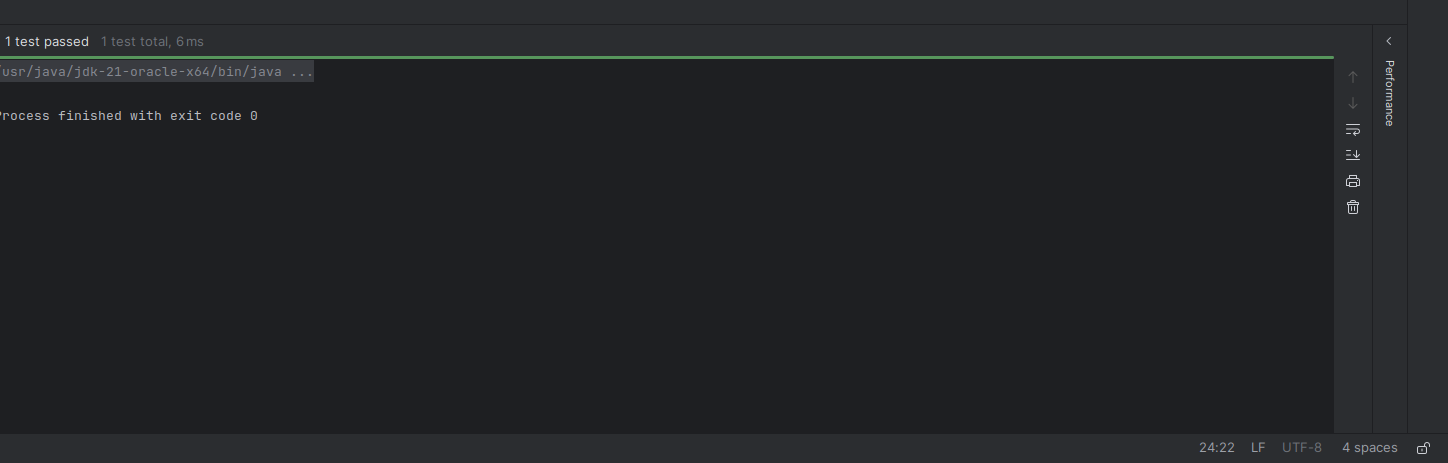 1 test passed 1 test total, 6 ms
/usr/java/jdk-21-oracle-x64/bin/java ...
Process finished with exit code 0
Performance
24:22 LF UTF-8 4 spaces